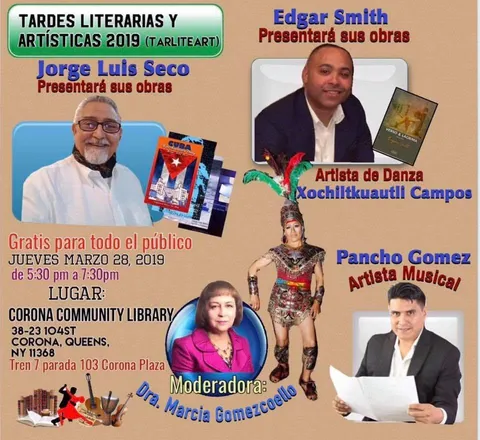 TARDES LITERARIAS Y
ARTÍSTICAS 2019 (TARLITEART)
Edgar Smith
Presentará sus obras
Jorge Luis Seco
Presentará sus obras
CUBA
Artista de Danza
Xochiltkuautli Campos
Gratis para todo el público
JUEVES MARZO 28, 2019
de 5:30 pm a 7:30pm
LUGAR:
CORONA COMMUNITY LIBRARY
38-23 104ST
CORONA, QUEENS,
NY 11368
Tren 7 parada 103 Corona Plaza
Pancho Gomez
Artista Musical
Moderadora:
Dra. Marcia Gomezcoello